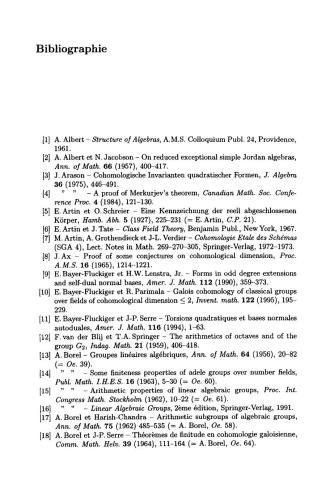 Bibliographie
[1] A. Albert – Structure of Algebras, A.M.S. Colloquium Publ. 24, Providence,
1961.
[2] A. Albert et N. Jacobson – On reduced exceptional simple Jordan algebras,
Ann. of Math. 66 (1957), 400-417.
[3] J. Arason – Cohomologische Invarianten quadratischer Formen, J. Algebra
36 (1975), 446-491.
[4] " " – A proof of Merkurjev's theorem, Canadian Math. Soc. Confe-
rence Proc. 4 (1984), 121-130.
[5] E. Artin et O. Schreier – Eine Kennzeichnung der reell abgeschlossenen
Körper, Hamb. Abh. 5 (1927), 225-231 (= E. Artin, C.P. 21).
[6] E. Artin et J. Tate – Class Field Theory, Benjamin Publ., New York, 1967.
[7] M. Artin, A. Grothendieck et J-L. Verdier – Cohomologie Etale des Schémas
(SGA 4), Lect. Notes in Math. 269-270-305, Springer-Verlag, 1972-1973.
[8] J. Ax – Proof of some conjectures on cohomological dimension, Proc.
A.M.S. 16 (1965), 1214-1221.
[9] E. Bayer-Fluckiger et H.W. Lenstra, Jr. – Forms in odd degree extensions
and self-dual normal bases, Amer. J. Math. 112 (1990), 359-373.
[10] E. Bayer-Fluckiger et R. Parimala – Galois cohomology of classical groups
over fields of cohomological dimension ≤ 2, Invent. math. 122 (1995), 195-
229.
[11] E. Bayer-Fluckiger et J-P. Serre – Torsions quadratiques et bases normales
autoduales, Amer. J. Math. 116 (1994), 1-63.
[12] F. van der Blij et T.A. Springer – The arithmetics of octaves and of the
group G₂, Indag. Math. 21 (1959), 406-418.
[13] A. Borel – Groupes linéaires algébriques, Ann. of Math. 64 (1956), 20-82
(= Oe. 39).
[14] " " – Some finiteness properties of adele groups over number fields,
Publ. Math. I.H.E.S. 16 (1963), 5-30 (= Oe. 60).
[15] " " – Arithmetic properties of linear algebraic groups, Proc. Int.
Congress Math. Stockholm (1962), 10-22 (= Oe. 61).
[16] " " – Linear Algebraic Groups, 2ème édition, Springer-Verlag, 1991.
[17] A. Borel et Harish-Chandra – Arithmetic subgroups of algebraic groups,
Ann. of Math. 75 (1962) 485-535 (= A. Borel, Oe. 58).
[18] A. Borel et J-P. Serre – Théorèmes de finitude en cohomologie galoisienne,
Comm. Math. Helv. 39 (1964), 111-164 (= A. Borel, Oe. 64).